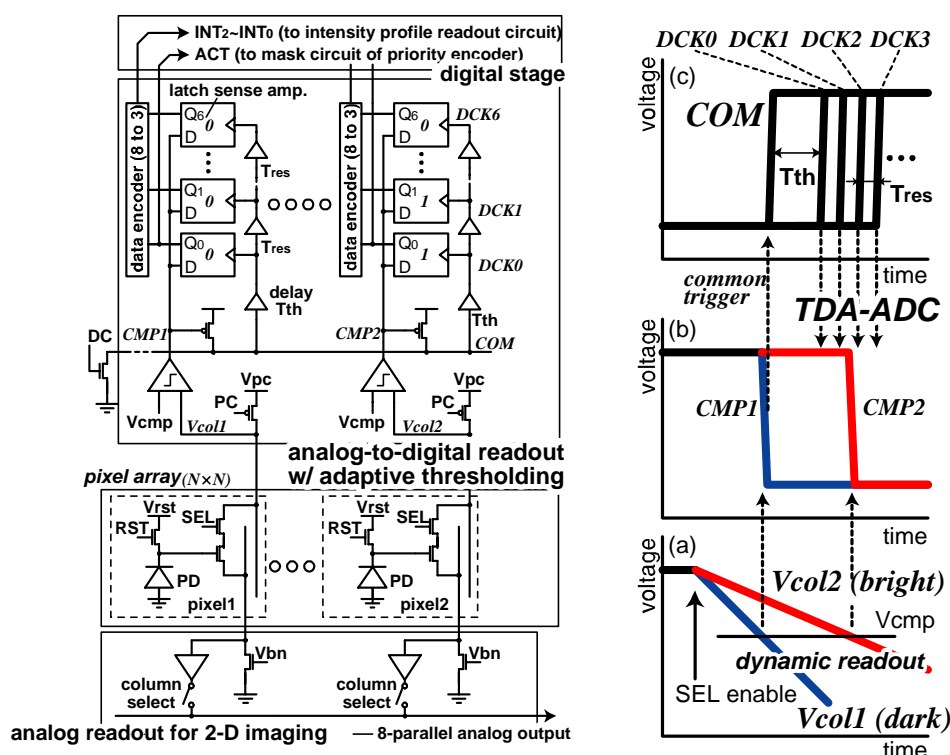 INT2~INT0 (to intensity profile readout circuit)
ACT (to mask circuit of priority encoder)
digital stage
latch sense amp.
data encoder (8 to 3)
Q6
0
D
Tres
Q1
0
D
Tres
Q0
0
D
delay
Tth
data encoder (8 to 3)
Q6
0
D
DCK6
Q1
1
D
DCK1
Q0
1
D
DCK0
Tth
CMP1
CMP2
COM
DC
Vcmp
Vcol1
PC
Vpc
Vcmp
Vcol2
PC
Vpc
analog-to-digital readout
w/ adaptive thresholding
pixel array(N×N)
Vrst
RST
SEL
PD
pixel1
Vrst
RST
SEL
PD
pixel2
Vbn
column
select
Vbn
column
select
analog readout for 2-D imaging
8-parallel analog output
DCK0
DCK1
DCK2
DCK3
(c)
voltage
COM
Tth
Tres
time
common
trigger
TDA-ADC
(b)
voltage
CMP1
CMP2
time
(a)
voltage
Vcol2 (bright)
Vcmp
dynamic readout
SEL enable
Vcol1 (dark)
time